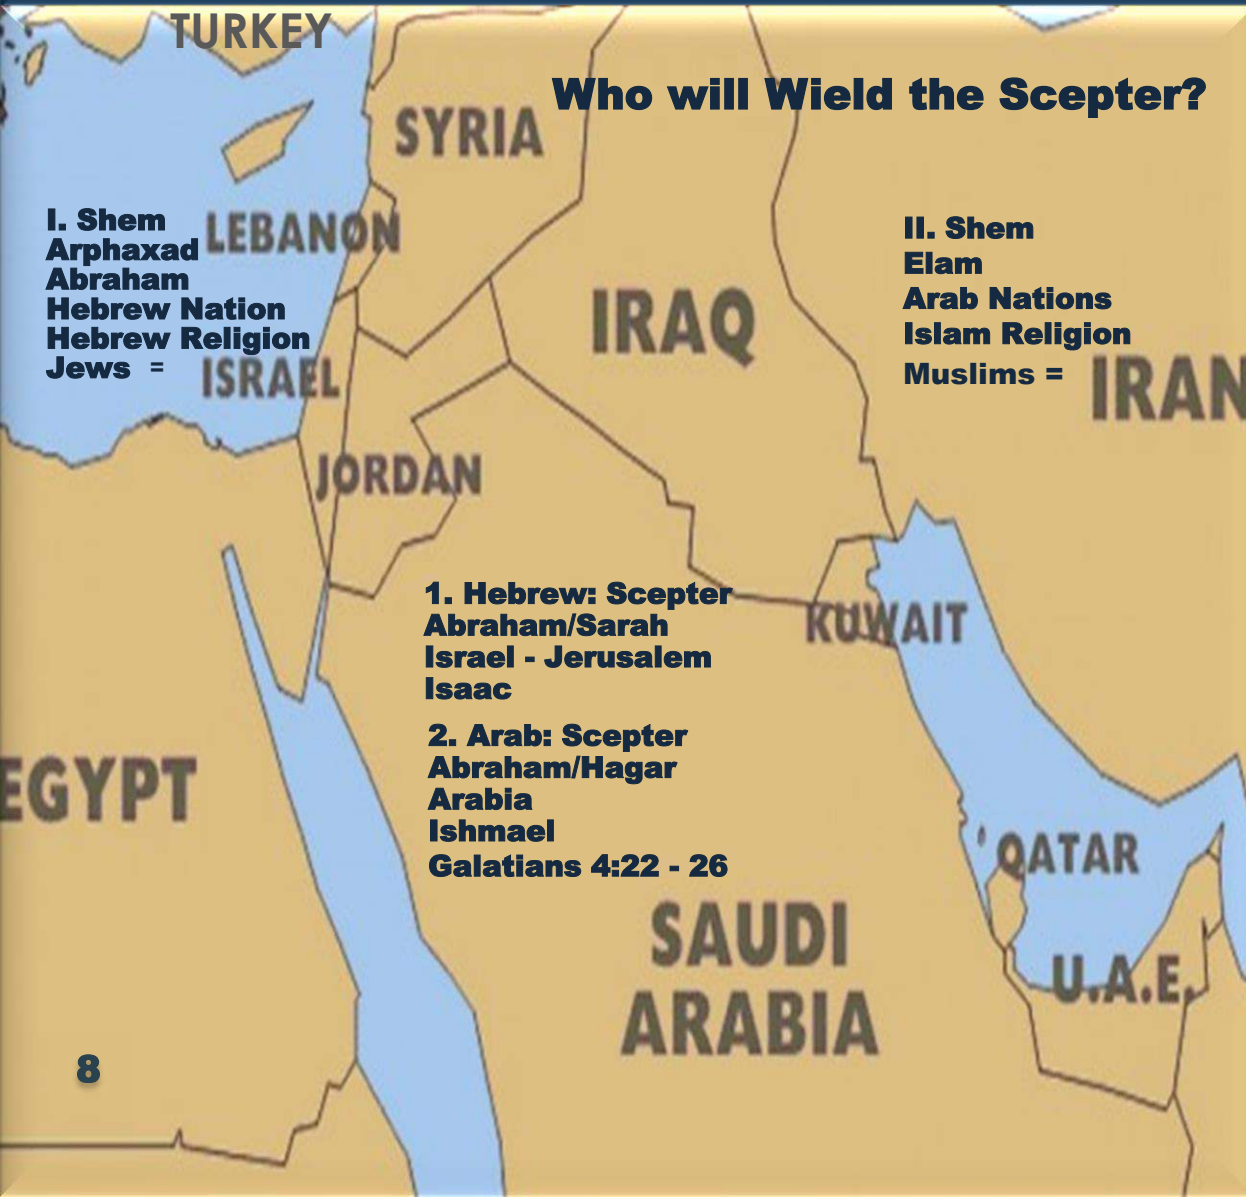 TURKEY
Who will Wield the Scepter?
SYRIA
I. Shem
Arphaxad
Abraham
Hebrew Nation
Hebrew Religion
Jews =
LEBANON
ISRAEL
IRAQ
II. Shem
Elam
Arab Nations
Islam Religion
Muslims =
IRAN
JORDAN
1. Hebrew: Scepter
Abraham/Sarah
Israel - Jerusalem
Isaac
KUWAIT
2. Arab: Scepter
Abraham/Hagar
Arabia
Ishmael
Galatians 4:22 - 26
EGYPT
QATAR
SAUDI
ARABIA
U.A.E.
8